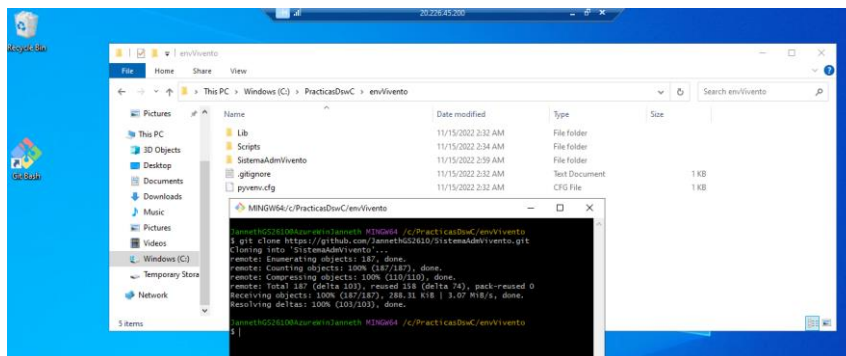 20.226.45.200
Recycle Bin
envVivento
File Home Share View
This PC > Windows (C:) > PracticasDswC > envVivento
Search envVivento
Pictures
Name Date modified Type Size
This PC
Lib 11/15/2022 2:32 AM File folder
3D Objects
Scripts 11/15/2022 2:34 AM File folder
Desktop
SistemaAdmVivento 11/15/2022 2:59 AM File folder
Git Bash
Documents
.gitignore 11/15/2022 2:32 AM Text Document 1 KB
Downloads
pyvenv.cfg 11/15/2022 2:32 AM CFG File 1 KB
Music
Pictures
Videos
Windows (C:)
Temporary Stora
Network
5 items
MINGW64:/c/PracticasDswC/envVivento
JannethGS2610@AzureWinJanneth MINGW64 /c/PracticasDswC/envVivento
$ git clone https://github.com/JannethGS2610/SistemaAdmVivento.git
Cloning into 'SistemaAdmVivento'...
remote: Enumerating objects: 187, done.
remote: Counting objects: 100% (187/187), done.
remote: Compressing objects: 100% (110/110), done.
remote: Total 187 (delta 103), reused 158 (delta 74), pack-reused 0
Receiving objects: 100% (187/187), 288.31 KiB | 3.07 MiB/s, done.
Resolving deltas: 100% (103/103), done.
JannethGS2610@AzureWinJanneth MINGW64 /c/PracticasDswC/envVivento
$